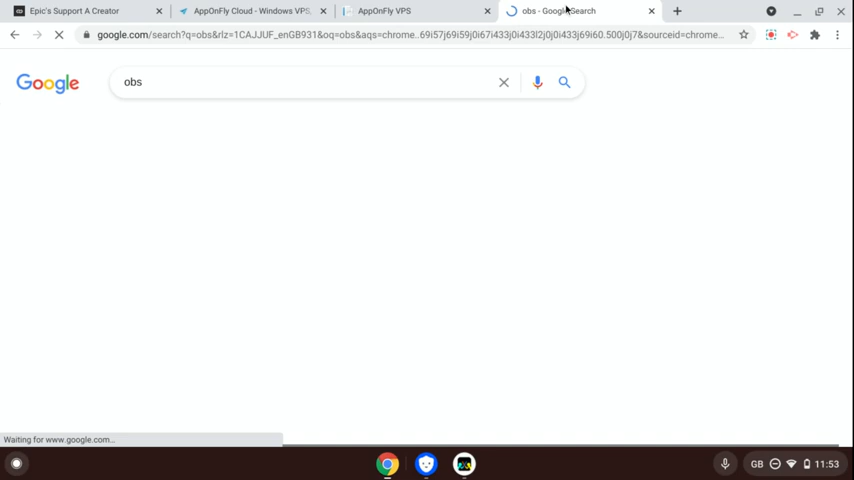 Epic's Support A Creator
AppOnFly Cloud - Windows VPS,
AppOnFly VPS
obs - Google Search
google.com/search?q=obs&rlz=1CAJJUF_enGB931&oq=obs&aqs=chrome..69i57j69i59j0i67i433j0i433l2j0j0i433j69i60.500j0j7&sourceid=chrome...
Google
obs
Waiting for www.google.com...
GB
11:53